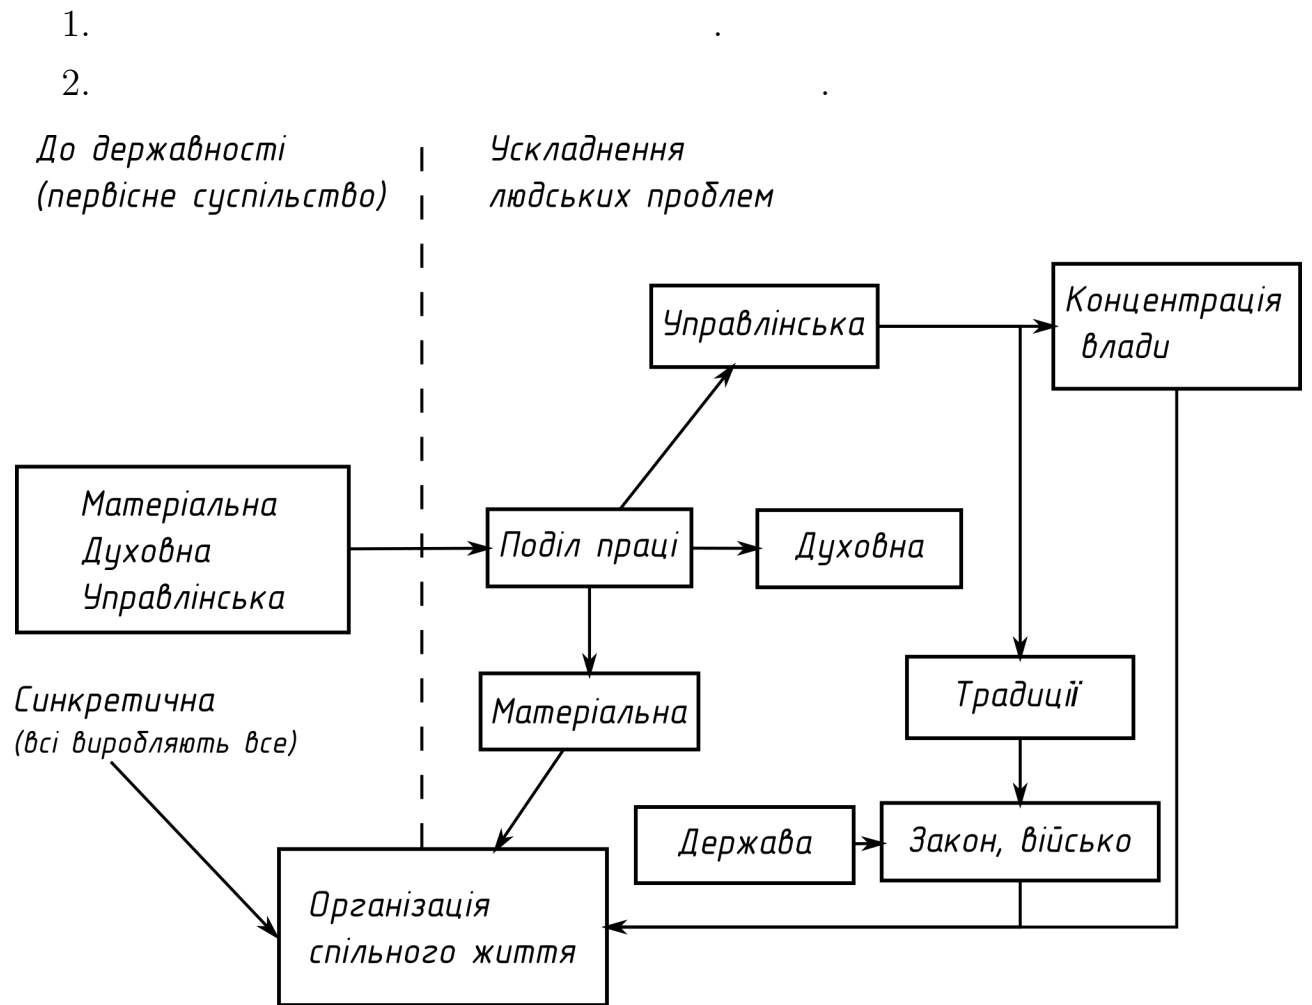 1. .
2. .
До державності
(первісне суспільство)
Ускладнення
людських проблем
Управлінська
Концентрація
влади
Матеріальна
Духовна
Управлінська
Поділ праці
Духовна
Синкретична
(всі виробляють все)
Матеріальна
Традиції
Держава
Закон, військо
Організація
спільного життя